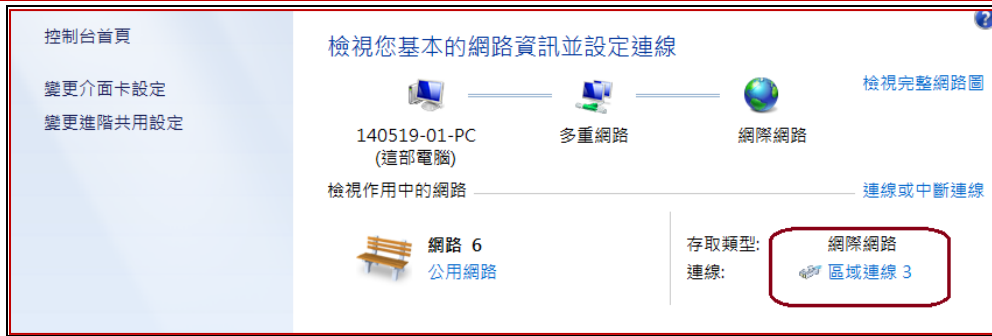 控制台首頁
變更介面卡設定
變更進階共用設定
檢視您基本的網路資訊並設定連線
檢視完整網路圖
140519-01-PC
(這部電腦)
多重網路
網際網路
檢視作用中的網路
連線或中斷連線
網路 6
公用網路
存取類型: 網際網路
連線: 區域連線 3